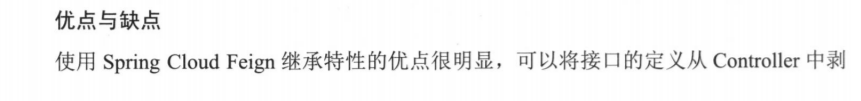 优点与缺点
使用 Spring Cloud Feign 继承特性的优点很明显，可以将接口的定义从 Controller 中剥